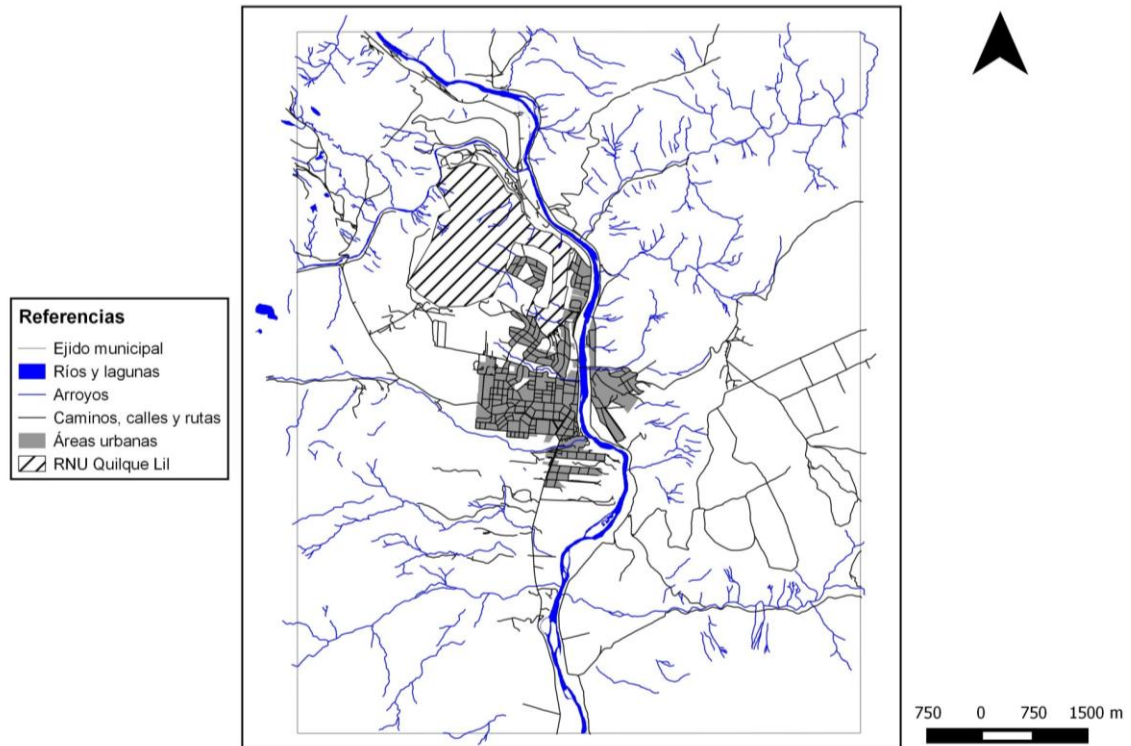 Referencias
Ejido municipal
Ríos y lagunas
Arroyos
Caminos, calles y rutas
Áreas urbanas
RNU Quilque Lil
750 0 750 1500 m